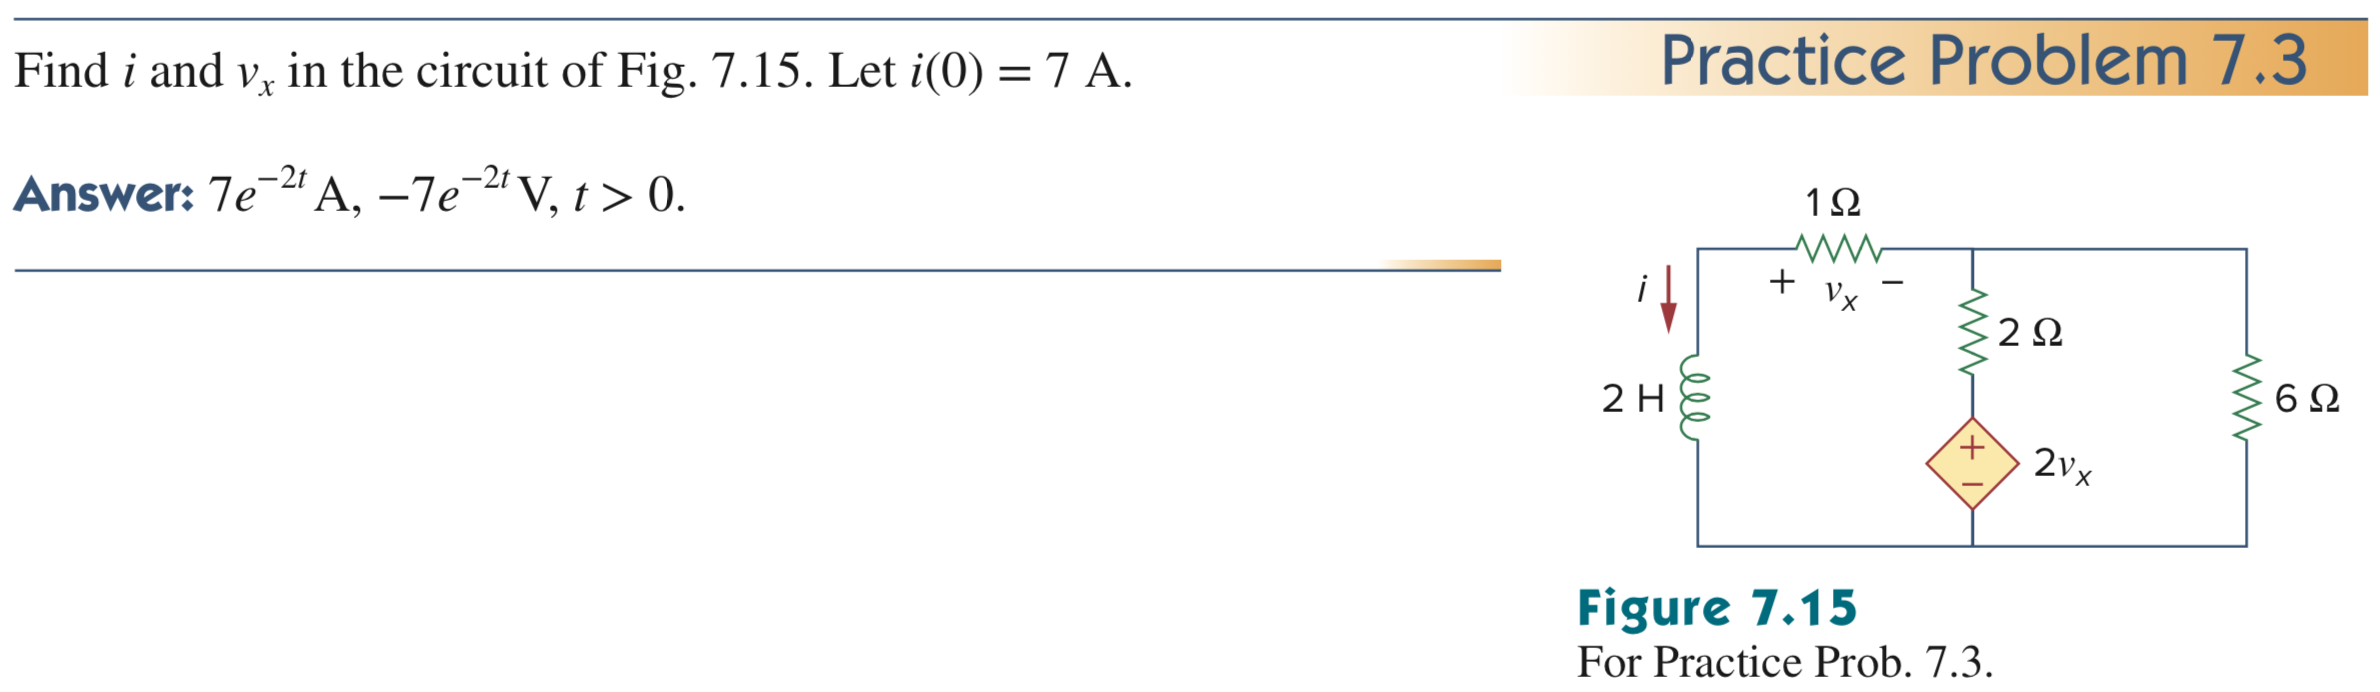 Practice Problem 7.3
Find i and vₓ in the circuit of Fig. 7.15. Let i(0) = 7 A.
Answer: 7e⁻²ᵗ A, −7e⁻²ᵗ V, t > 0.
1 Ω
+ vₓ −
i
2 Ω
2 H
6 Ω
+
−
2vₓ
Figure 7.15
For Practice Prob. 7.3.